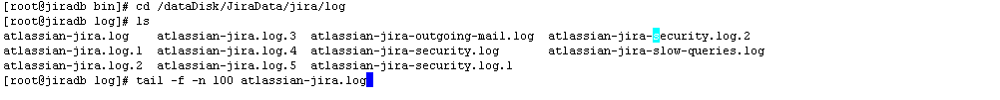 [root@jiradb bin]# cd /dataDisk/JiraData/jira/log
[root@jiradb log]# ls
atlassian-jira.log    atlassian-jira.log.3  atlassian-jira-outgoing-mail.log  atlassian-jira-security.log.2
atlassian-jira.log.1  atlassian-jira.log.4  atlassian-jira-security.log       atlassian-jira-slow-queries.log
atlassian-jira.log.2  atlassian-jira.log.5  atlassian-jira-security.log.1
[root@jiradb log]# tail -f -n 100 atlassian-jira.log